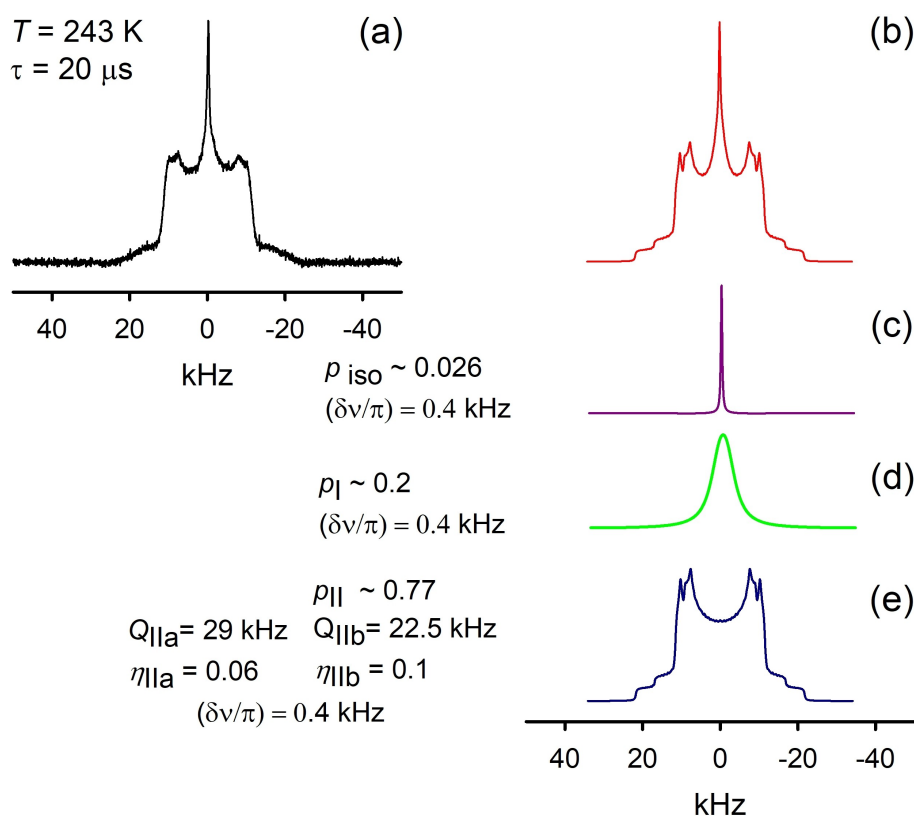 T = 243 K
τ = 20 μs
(a)
(b)
40 20 0 -20 -40
kHz
(c)
p iso ~ 0.026
(δν/π) = 0.4 kHz
(d)
pI ~ 0.2
(δν/π) = 0.4 kHz
(e)
pII ~ 0.77
QIIa= 29 kHz QIIb= 22.5 kHz
ηIIa = 0.06 ηIIb = 0.1
(δν/π) = 0.4 kHz
40 20 0 -20 -40
kHz